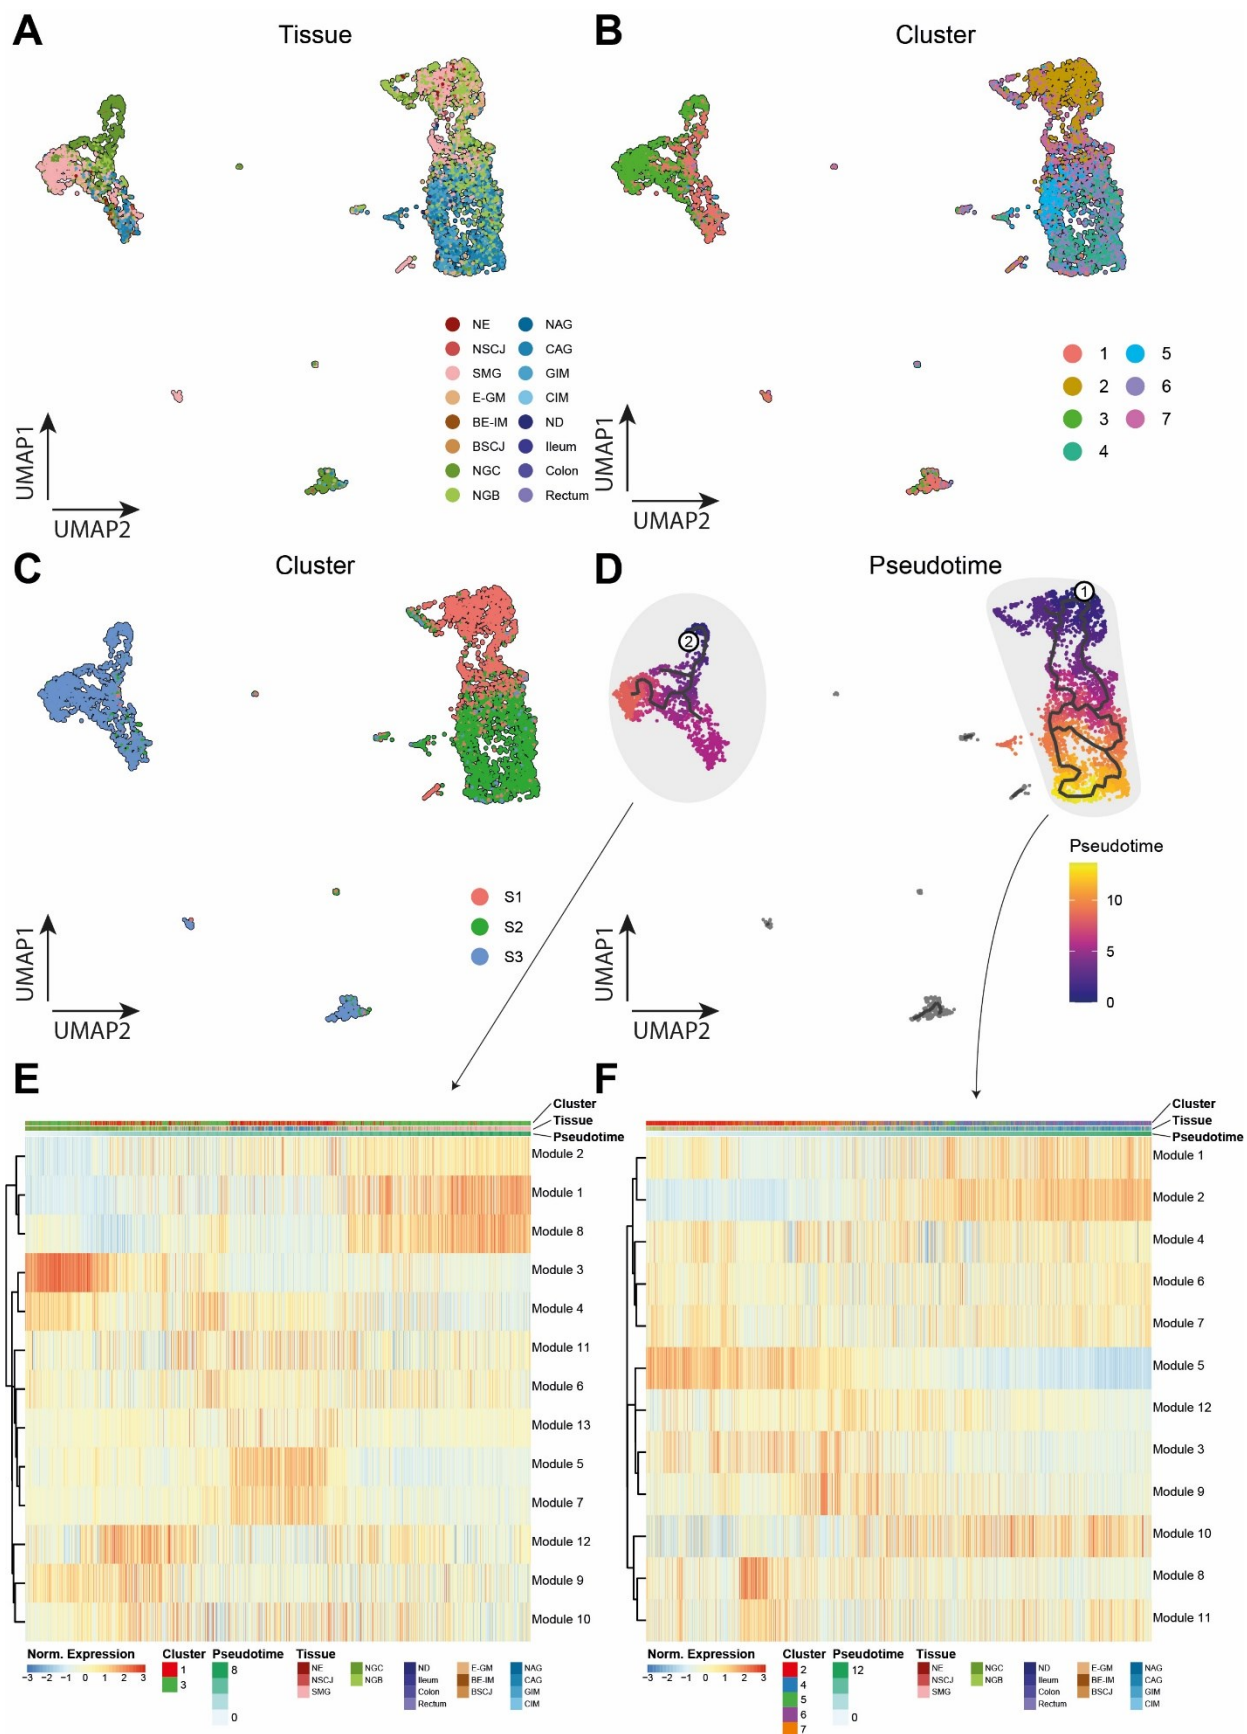 A Tissue
B Cluster
NE NAG
NSCJ CAG
SMG GIM
E-GM CIM
BE-IM ND
BSCJ Ileum
NGC Colon
NGB Rectum
UMAP1
UMAP2
1 5
2 6
3 7
4
UMAP1
UMAP2
C Cluster
D Pseudotime
S1
S2
S3
UMAP1
UMAP2
2
1
Pseudotime
10
5
0
UMAP1
UMAP2
E
Cluster
Tissue
Pseudotime
Module 2
Module 1
Module 8
Module 3
Module 4
Module 11
Module 6
Module 13
Module 5
Module 7
Module 12
Module 9
Module 10
Norm. Expression
−3 −2 −1 0 1 2 3
Cluster
1
3
Pseudotime
8
0
Tissue
NE NGC ND E-GM NAG
NSCJ NGB Ileum BE-IM CAG
SMG Colon BSCJ GIM
Rectum CIM
F
Cluster
Tissue
Pseudotime
Module 1
Module 2
Module 4
Module 6
Module 7
Module 5
Module 12
Module 3
Module 9
Module 10
Module 8
Module 11
Norm. Expression
−3 −2 −1 0 1 2 3
Cluster
2
4
5
6
7
Pseudotime
12
0
Tissue
NE NGC ND E-GM NAG
NSCJ NGB Ileum BE-IM CAG
SMG Colon BSCJ GIM
Rectum CIM